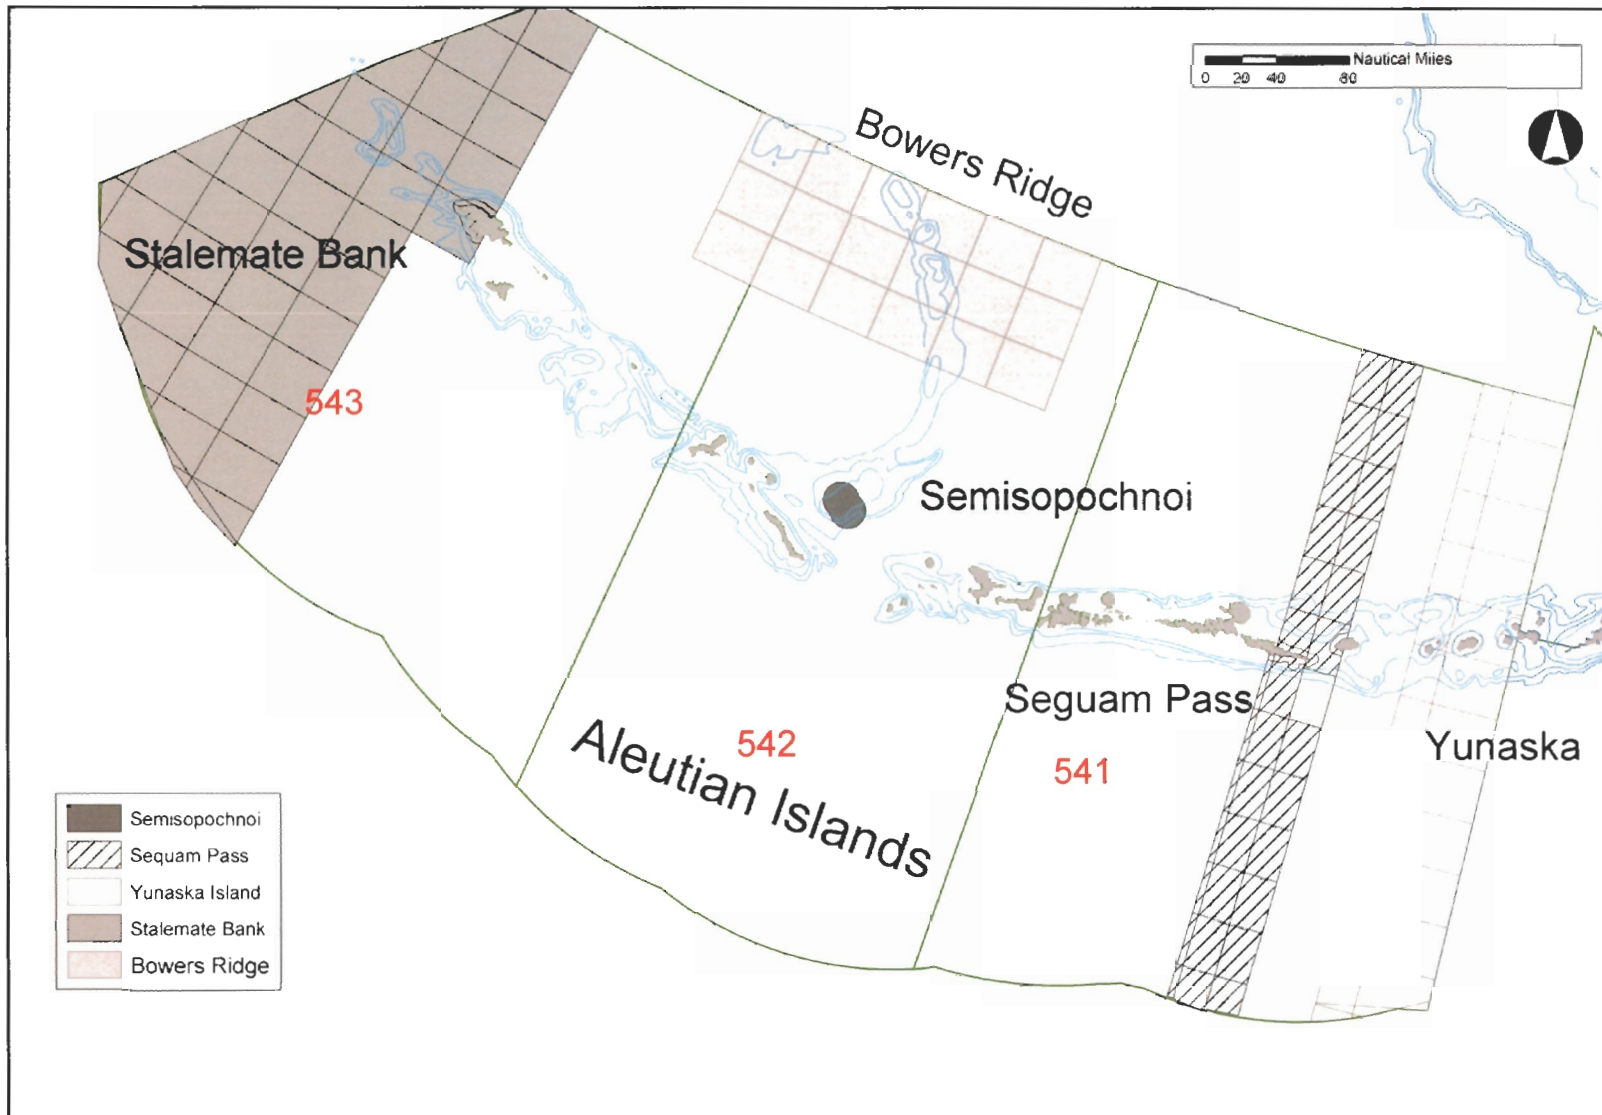 Nautical Miles
0 20 40 80
Bowers Ridge
Stalemate Bank
543
Semisopochnoi
Seguam Pass
Yunaska
542
541
Aleutian Islands
Semisopochnoi
Sequam Pass
Yunaska Island
Stalemate Bank
Bowers Ridge